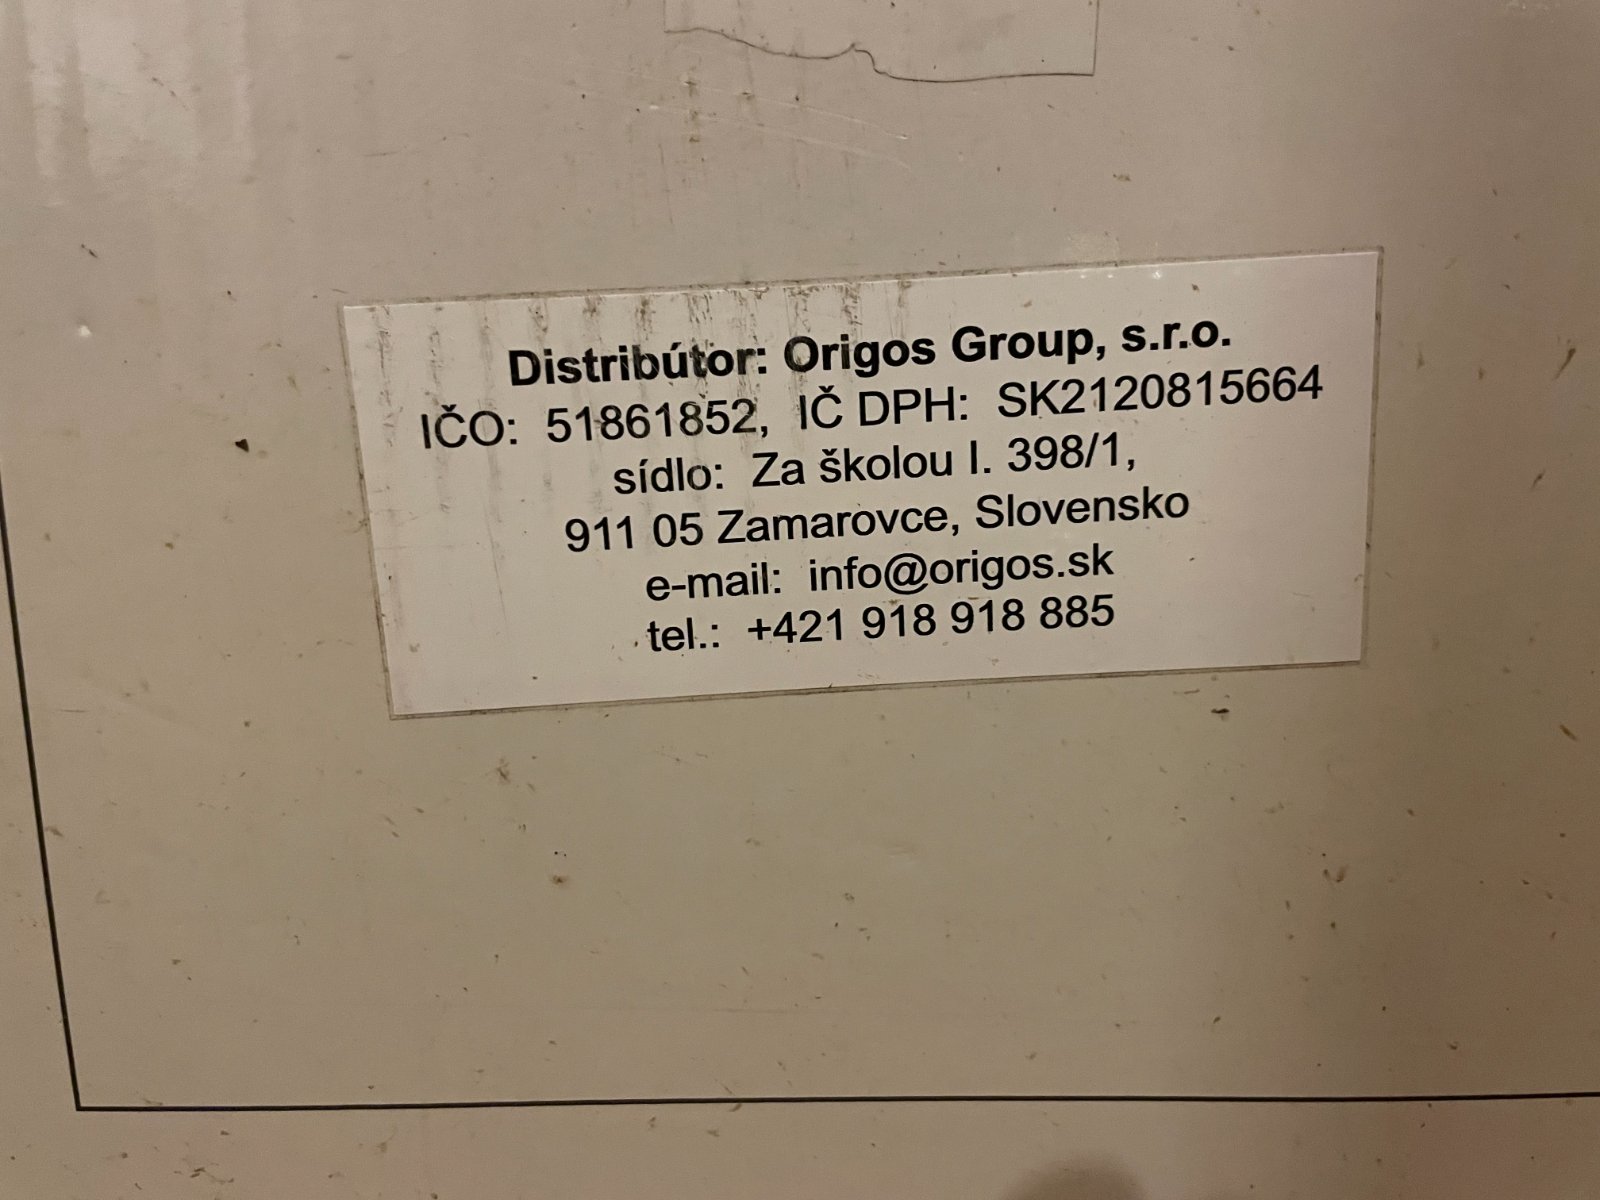 Distribútor: Origos Group, s.r.o.
IČO: 51861852, IČ DPH: SK2120815664
sídlo: Za školou I. 398/1,
911 05 Zamarovce, Slovensko
e-mail: info@origos.sk
tel.: +421 918 918 885